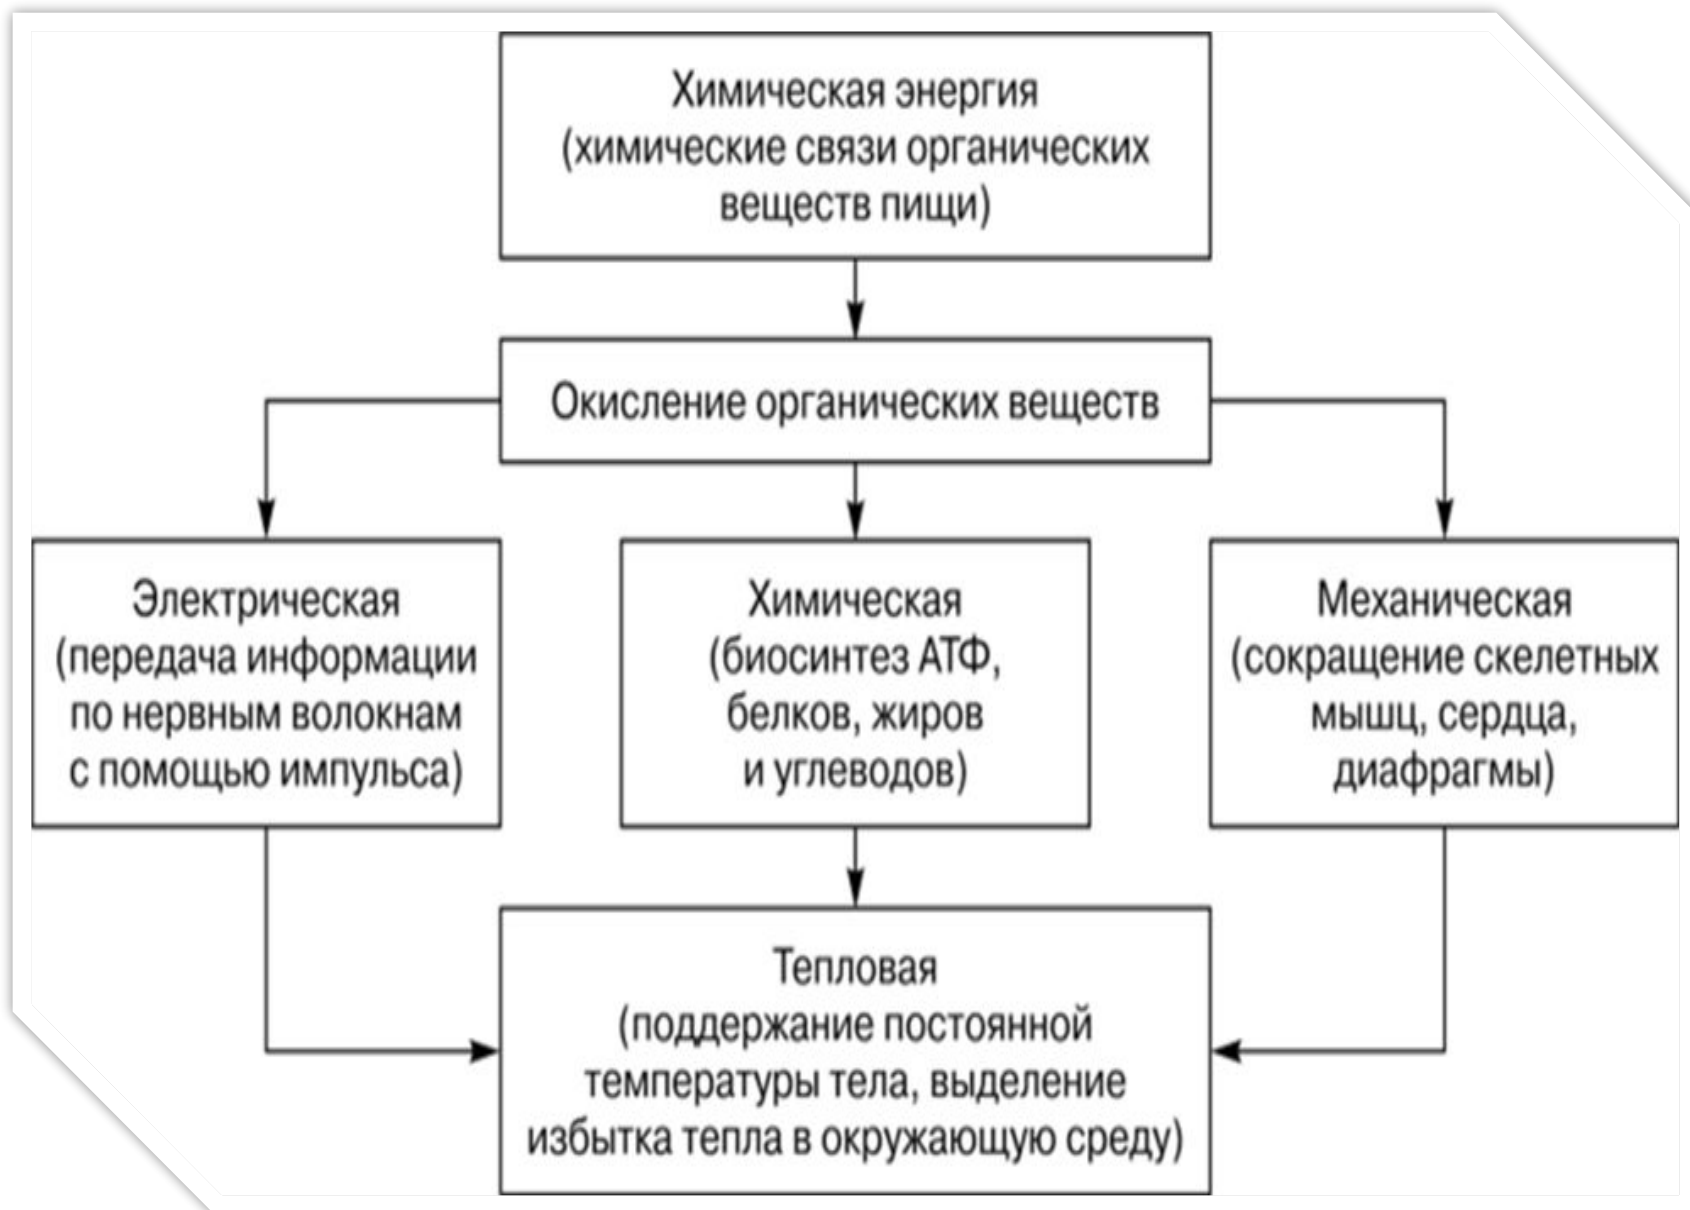 Химическая энергия
(химические связи органических
веществ пищи)
Окисление органических веществ
Электрическая
(передача информации
по нервным волокнам
с помощью импульса)
Химическая
(биосинтез АТФ,
белков, жиров
и углеводов)
Механическая
(сокращение скелетных
мышц, сердца,
диафрагмы)
Тепловая
(поддержание постоянной
температуры тела, выделение
избытка тепла в окружающую среду)